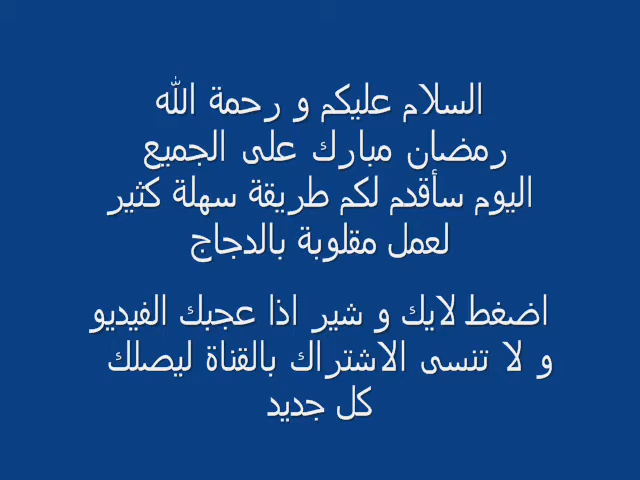 السلام عليكم و رحمة الله
رمضان مبارك على الجميع
اليوم سأقدم لكم طريقة سهلة كثير
لعمل مقلوبة بالدجاج
اضغط لايك و شير اذا عجبك الفيديو
و لا تنسى الاشتراك بالقناة ليصلك
كل جديد